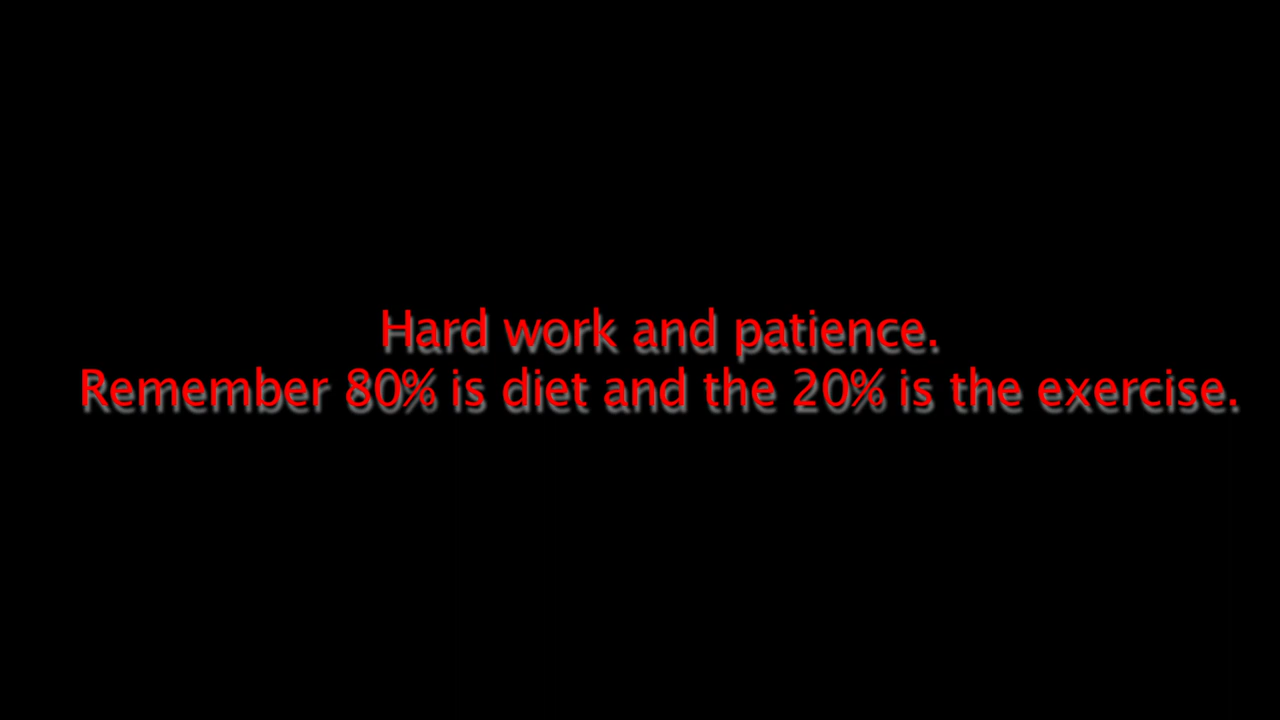 Hard work and patience.
Remember 80% is diet and the 20% is the exercise.